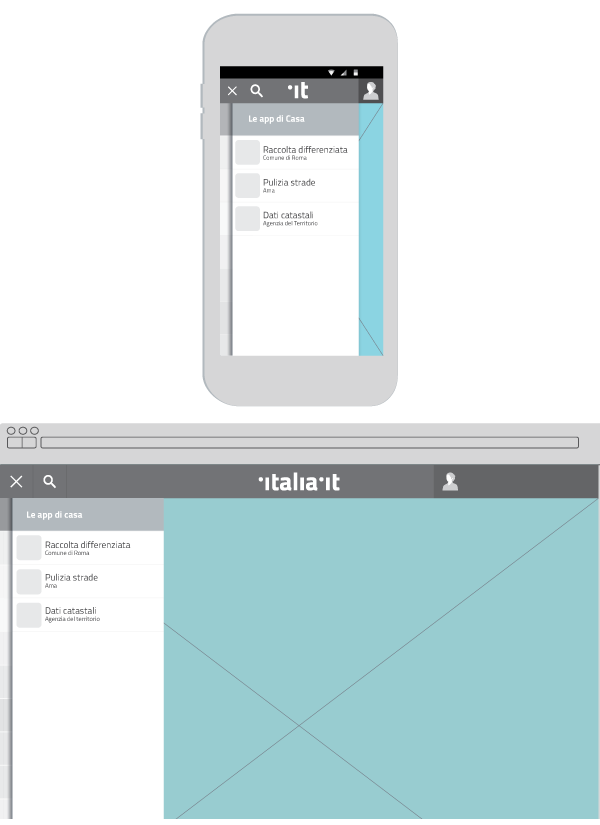 ·it
Le app di Casa
Raccolta differenziata
Comune di Roma
Pulizia strade
Ama
Dati catastali
Agenzia del Territorio
·italia·it
Le app di casa
Raccolta differenziata
Comune di Roma
Pulizia strade
Ama
Dati catastali
Agenzia del territorio